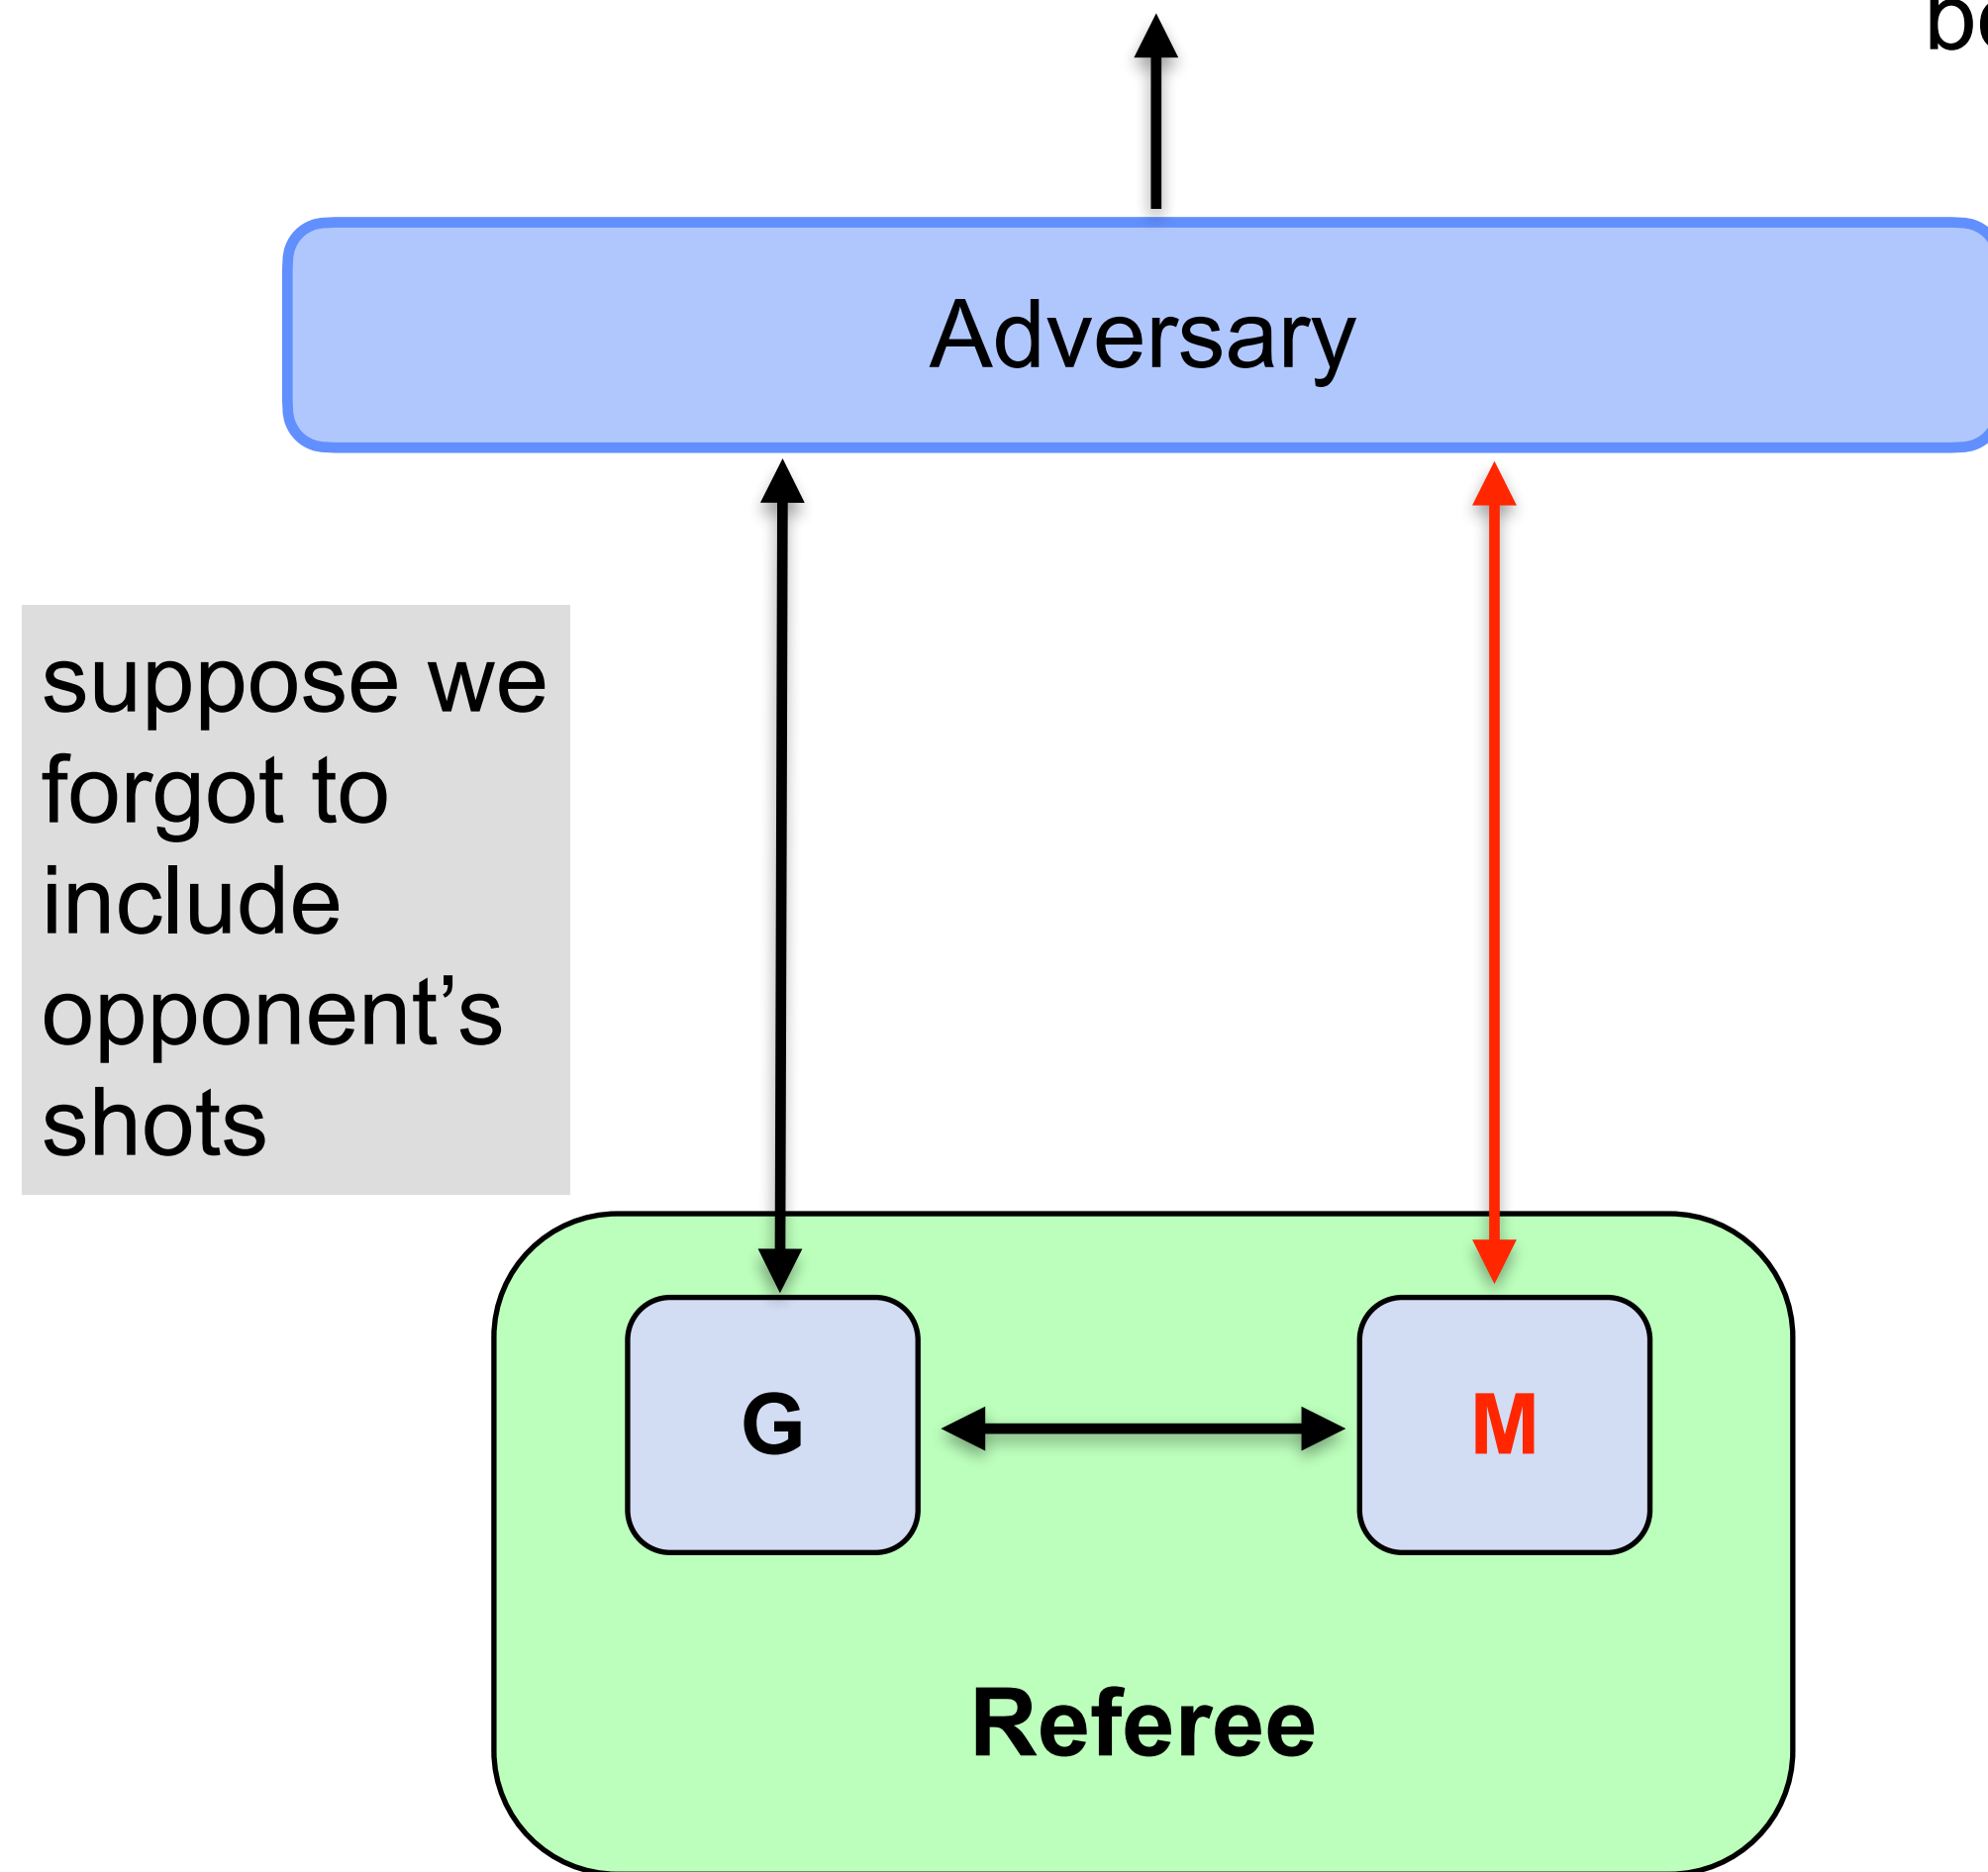 Adversary
suppose we
forgot to
include
opponent’s
shots
G
M
Referee